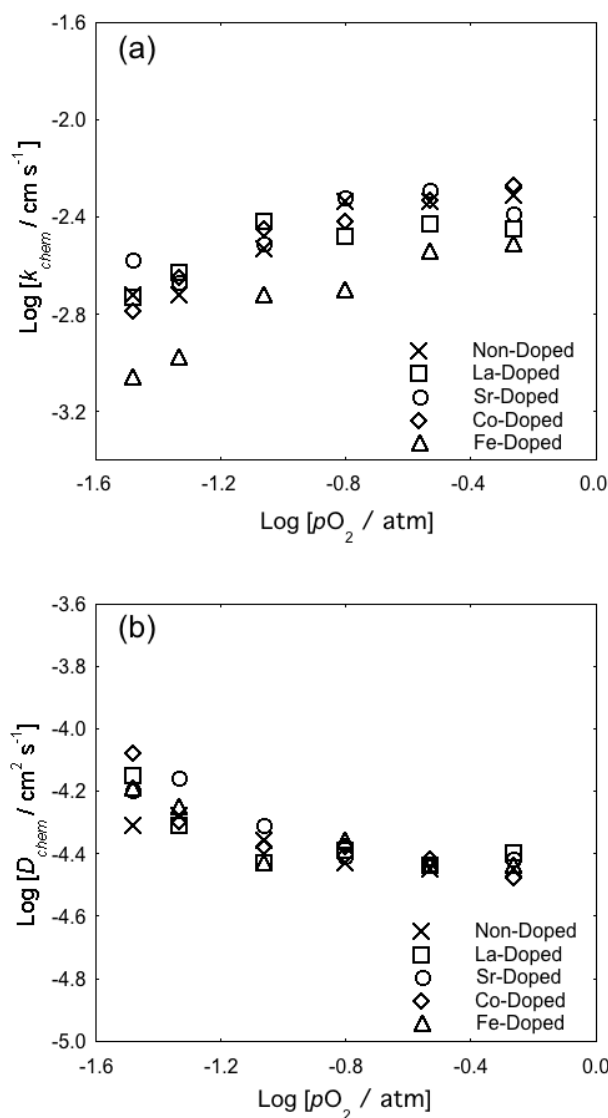 (a)
Log [k_chem / cm s⁻¹]
-1.6
-2.0
-2.4
-2.8
-3.2
Non-Doped
La-Doped
Sr-Doped
Co-Doped
Fe-Doped
-1.6 -1.2 -0.8 -0.4 0.0
Log [pO₂ / atm]
(b)
Log [D_chem / cm² s⁻¹]
-3.6
-3.8
-4.0
-4.2
-4.4
-4.6
-4.8
-5.0
Non-Doped
La-Doped
Sr-Doped
Co-Doped
Fe-Doped
-1.6 -1.2 -0.8 -0.4 0.0
Log [pO₂ / atm]